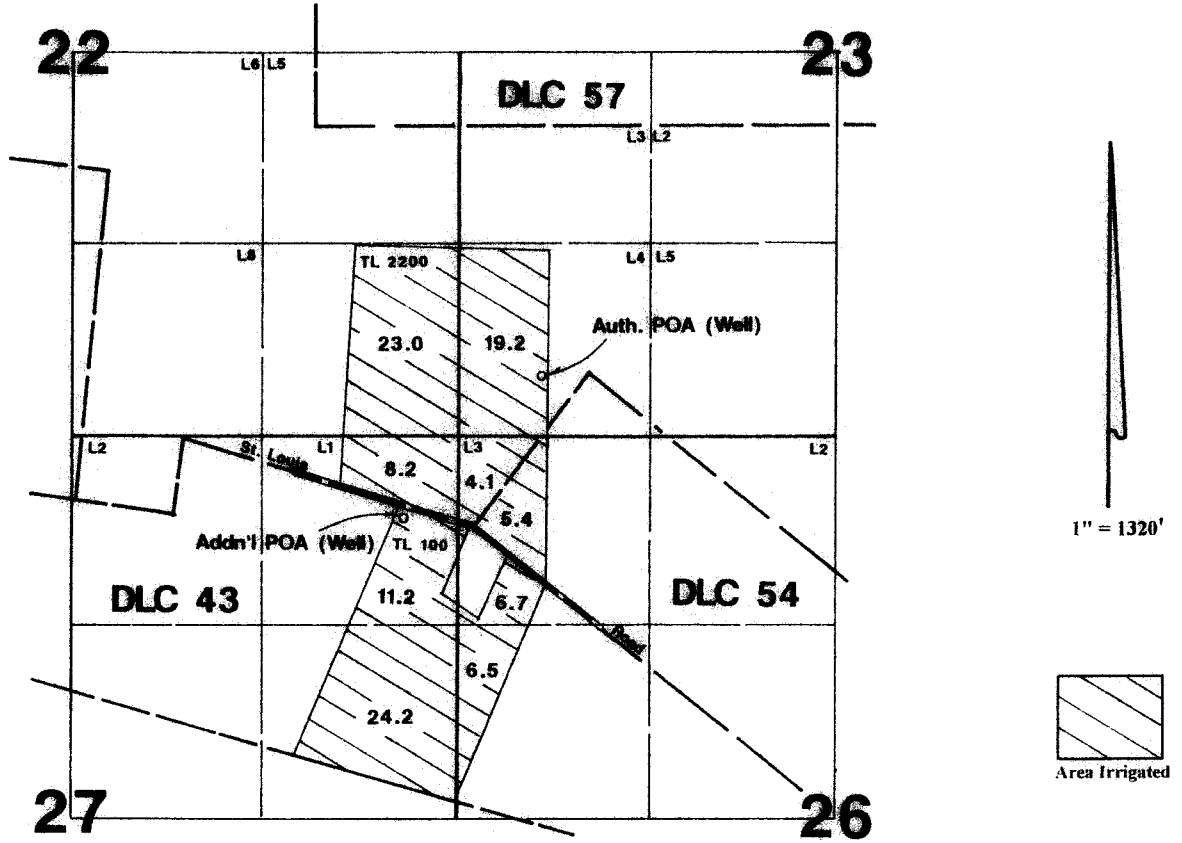 22
23
L6 L5
DLC 57
L3 L2
L8
TL 2200
L4 L5
23.0
19.2
Auth. POA (Well)
L2
St. Louis
L1
L3
L2
8.2
4.1
5.4
1" = 1320'
Addn'l POA (Well)
TL 100
DLC 43
11.2
6.7
DLC 54
Road
6.5
24.2
Area Irrigated
27
26